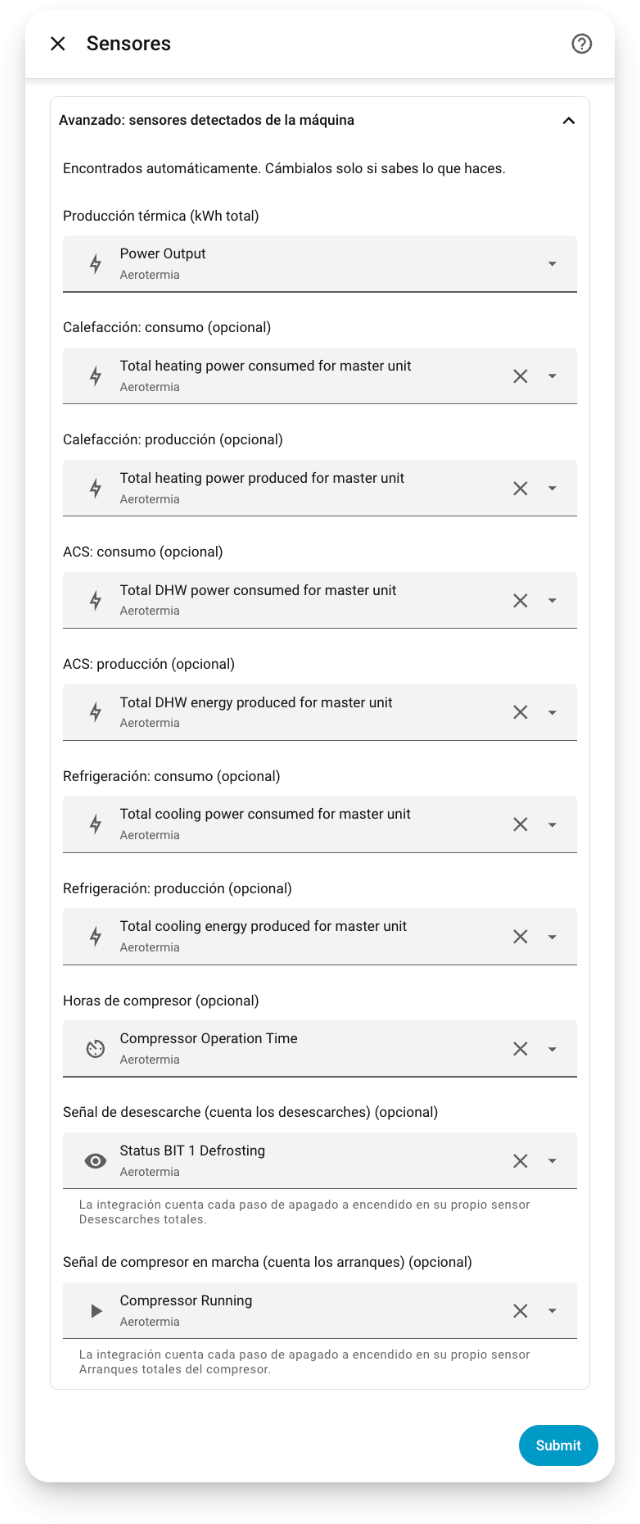 Sensores
Avanzado: sensores detectados de la máquina
Encontrados automáticamente. Cámbialos solo si sabes lo que haces.
Producción térmica (kWh total)
Power Output
Aerotermia
Calefacción: consumo (opcional)
Total heating power consumed for master unit
Aerotermia
Calefacción: producción (opcional)
Total heating power produced for master unit
Aerotermia
ACS: consumo (opcional)
Total DHW power consumed for master unit
Aerotermia
ACS: producción (opcional)
Total DHW energy produced for master unit
Aerotermia
Refrigeración: consumo (opcional)
Total cooling power consumed for master unit
Aerotermia
Refrigeración: producción (opcional)
Total cooling energy produced for master unit
Aerotermia
Horas de compresor (opcional)
Compressor Operation Time
Aerotermia
Señal de desescarche (cuenta los desescarches) (opcional)
Status BIT 1 Defrosting
Aerotermia
La integración cuenta cada paso de apagado a encendido en su propio sensor
Desescarches totales.
Señal de compresor en marcha (cuenta los arranques) (opcional)
Compressor Running
Aerotermia
La integración cuenta cada paso de apagado a encendido en su propio sensor
Arranques totales del compresor.
Submit